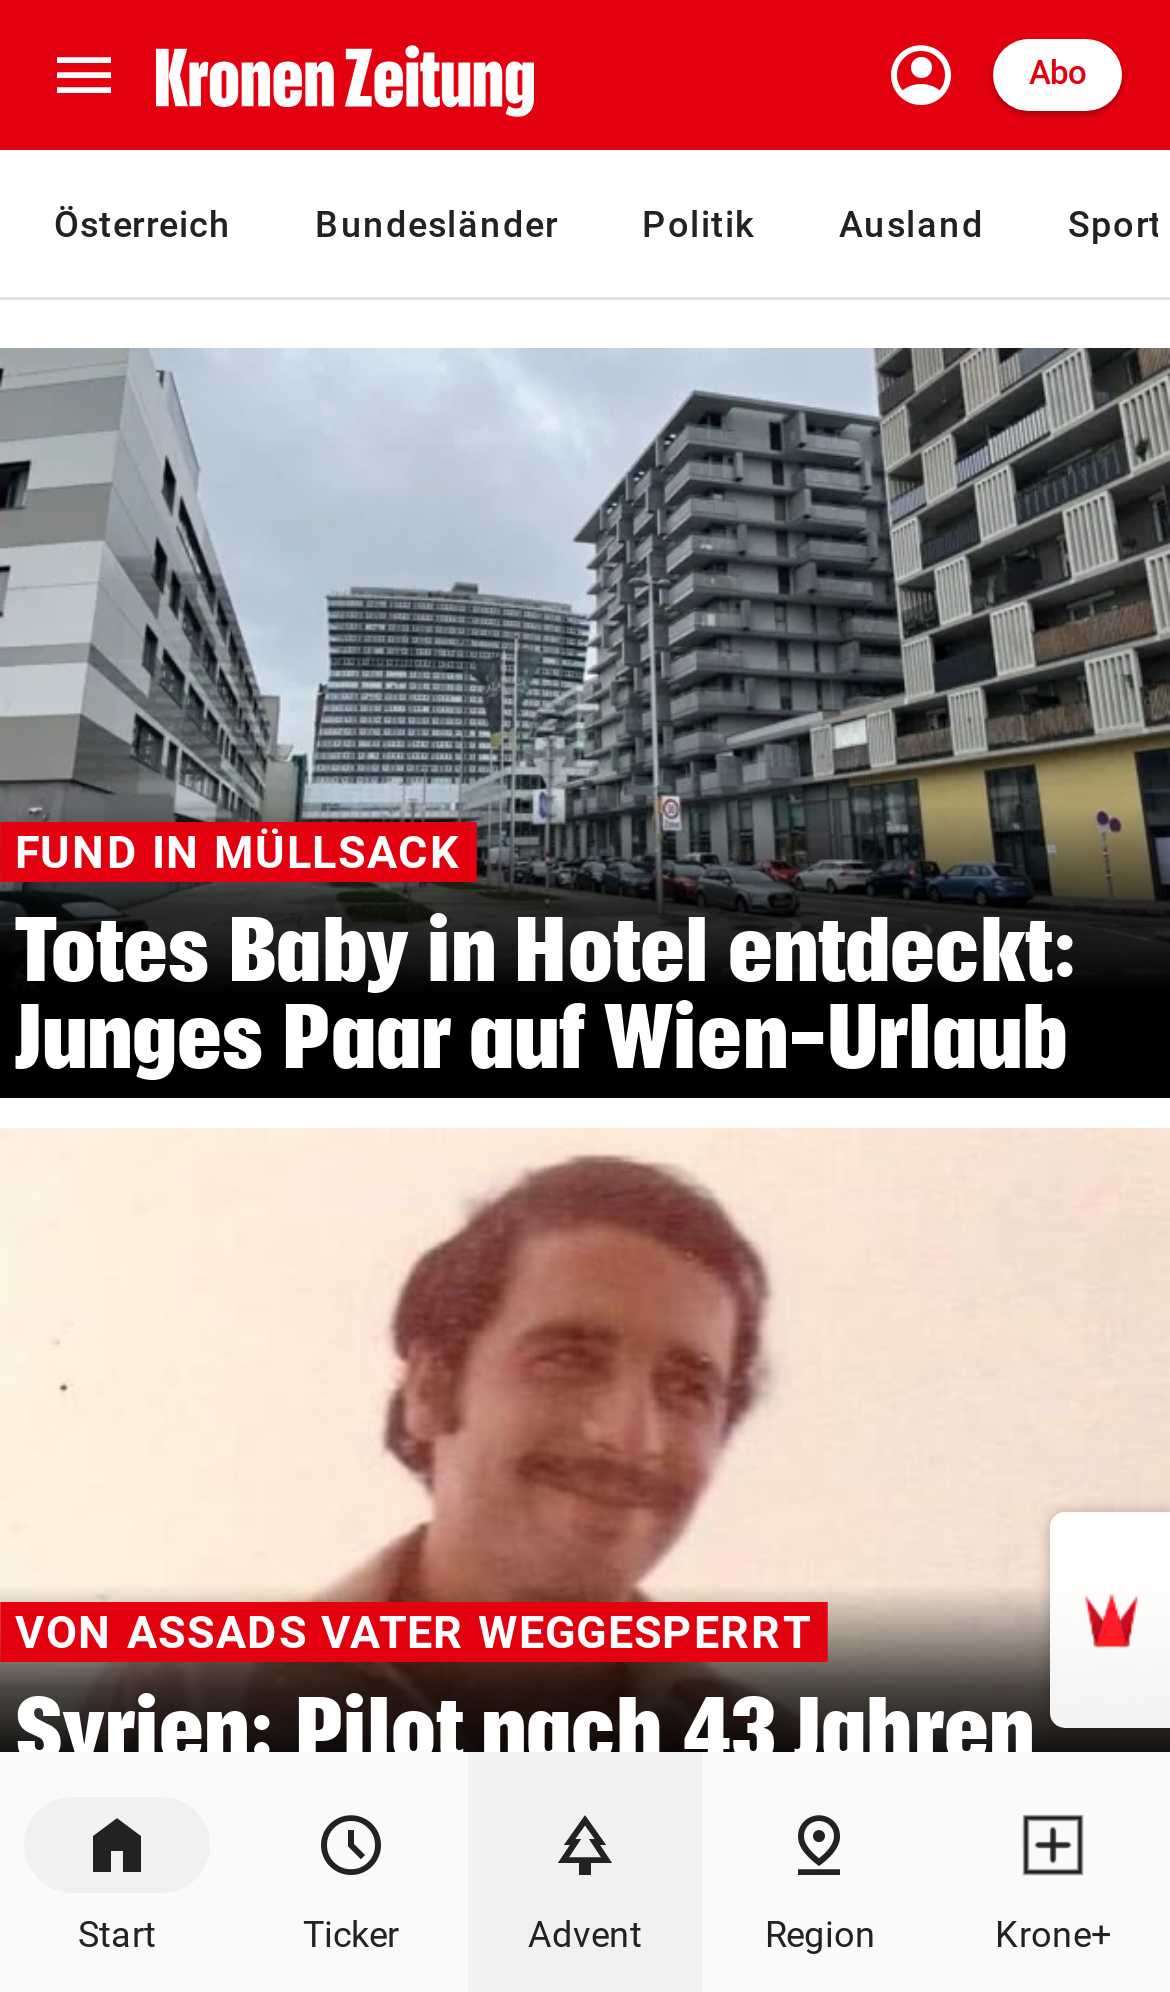 Kronen Zeitung
Abo
Österreich Bundesländer Politik Ausland Sport
FUND IN MÜLLSACK
Totes Baby in Hotel entdeckt:
Junges Paar auf Wien-Urlaub
VON ASSADS VATER WEGGESPERRT
Syrien: Pilot nach 43 Jahren
Start Ticker Advent Region Krone+